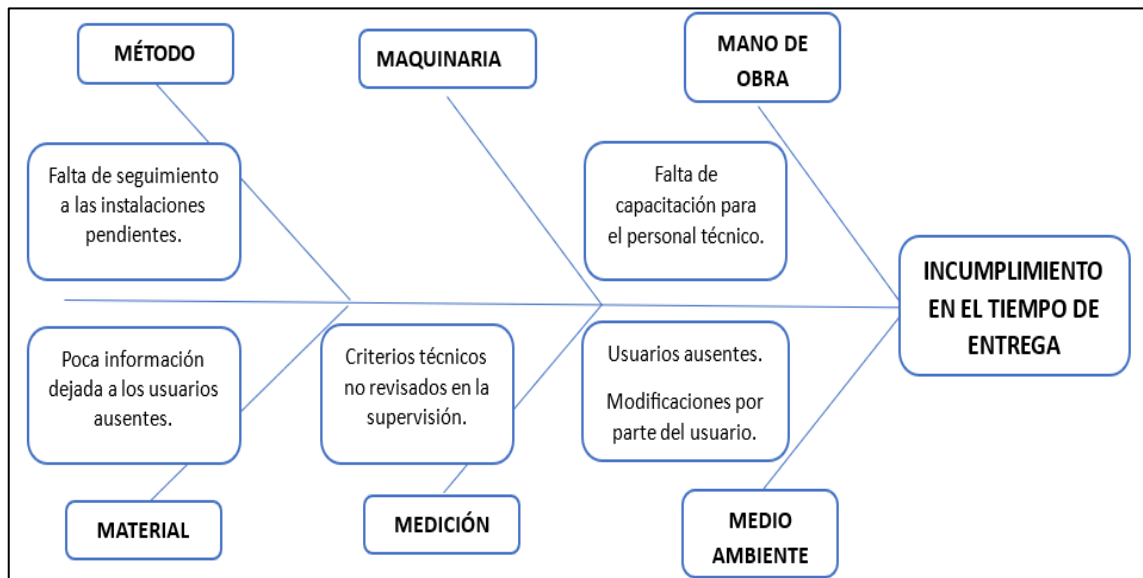 MÉTODO
MAQUINARIA
MANO DE
OBRA
Falta de seguimiento
a las instalaciones
pendientes.
Falta de
capacitación para
el personal técnico.
INCUMPLIMIENTO
EN EL TIEMPO DE
ENTREGA
Poca información
dejada a los usuarios
ausentes.
Criterios técnicos
no revisados en la
supervisión.
Usuarios ausentes.
Modificaciones por
parte del usuario.
MATERIAL
MEDICIÓN
MEDIO
AMBIENTE